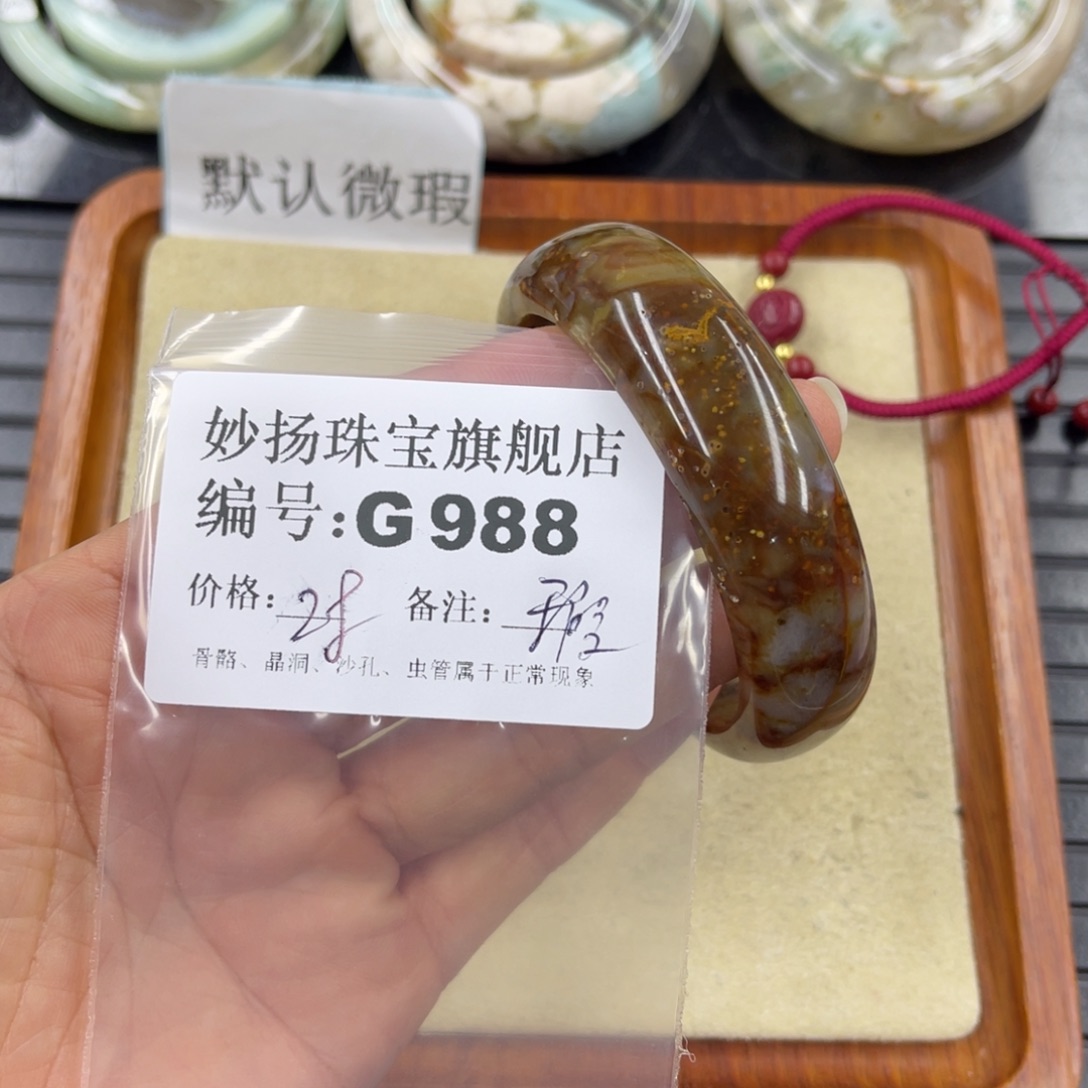 默认微瑕
妙扬珠宝旗舰店
编号:G988
价格:28 备注:
骨骼、晶洞、沙孔、虫管属于正常现象